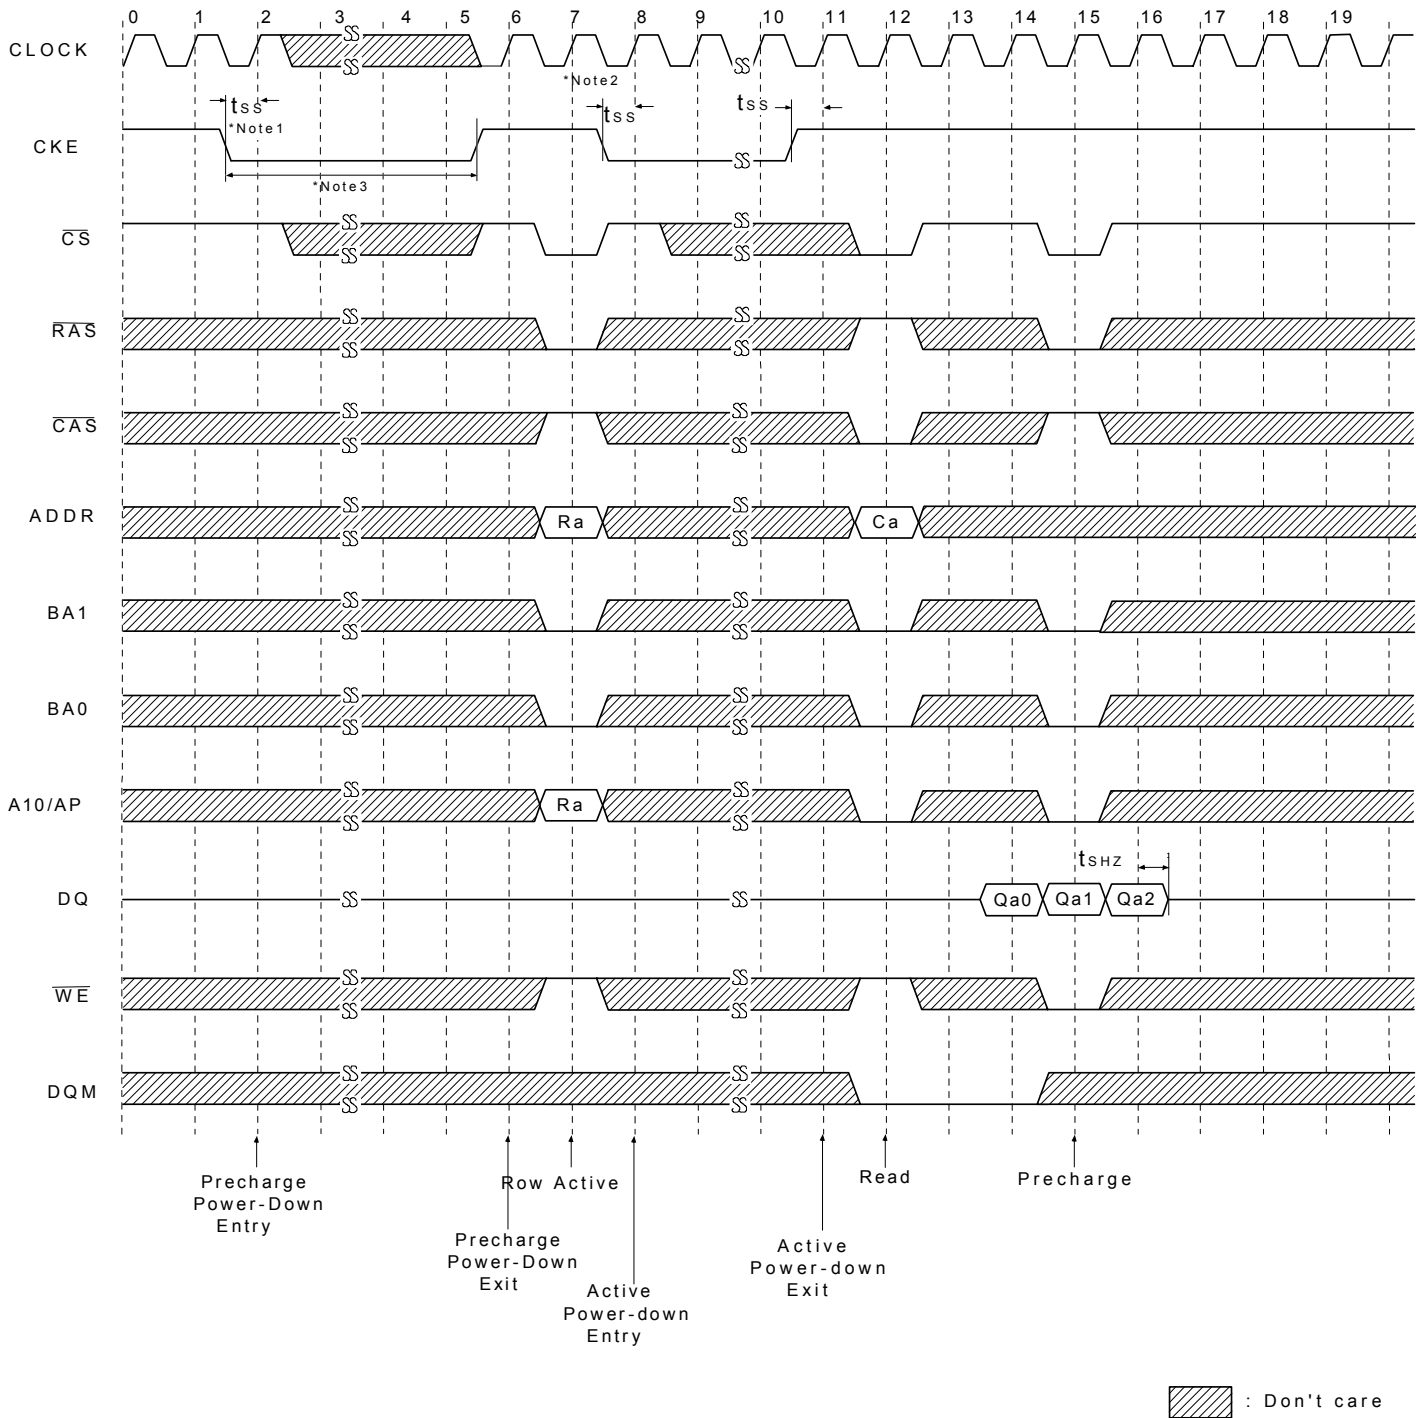 0 1 2 3 4 5 6 7 8 9 10 11 12 13 14 15 16 17 18 19
CLOCK
*Note2
tSS
tSS
tSS
*Note1
CKE
*Note3
CS
RAS
CAS
ADDR
Ra
Ca
BA1
BA0
A10/AP
Ra
tSHZ
DQ
Qa0 Qa1 Qa2
WE
DQM
Precharge
Power-Down
Entry
Row Active
Read
Precharge
Precharge
Power-Down
Exit
Active
Power-down
Exit
Active
Power-down
Entry
: Don't care